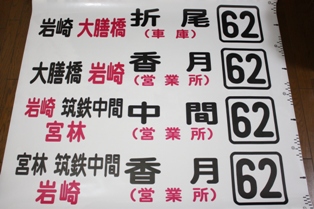 岩崎 大膳橋 折尾 (車庫) 62
大膳橋 岩崎 香月 (営業所) 62
岩崎 筑鉄中間 宮林 中間 (営業所) 62
宮林 筑鉄中間 岩崎 香月 (営業所) 62